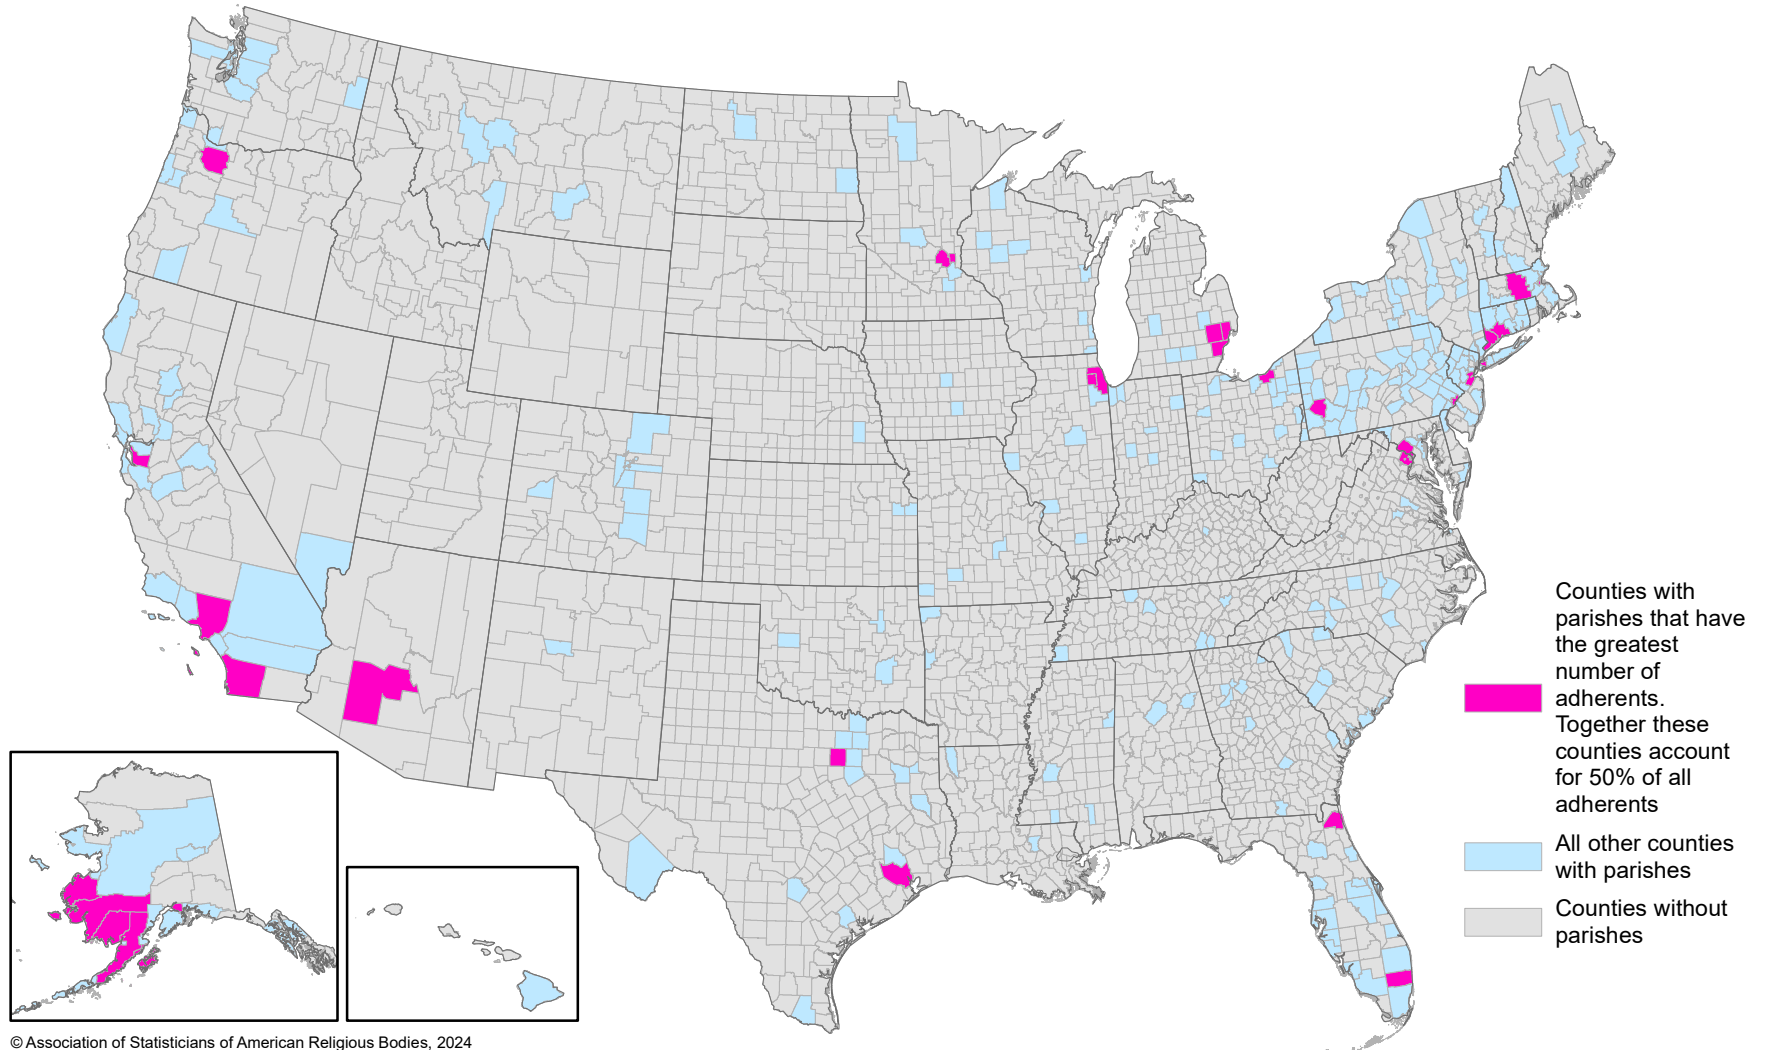 Counties with
parishes that have
the greatest
number of
adherents.
Together these
counties account
for 50% of all
adherents
All other counties
with parishes
Counties without
parishes
© Association of Statisticians of American Religious Bodies, 2024